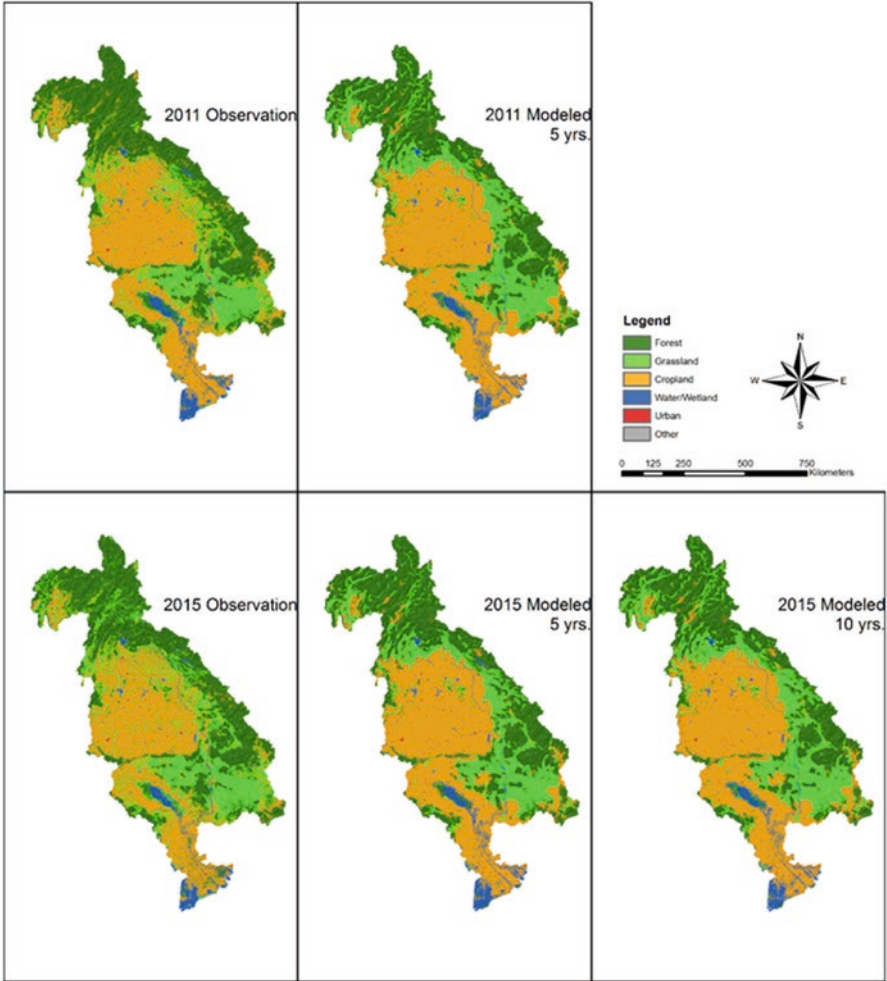 2011 Observation
2011 Modeled
5 yrs.
Legend
Forest
Grassland
Cropland
Water/Wetland
Urban
Other
N
W
E
S
0 125 250 500 750
Kilometers
2015 Observation
2015 Modeled
5 yrs.
2015 Modeled
10 yrs.